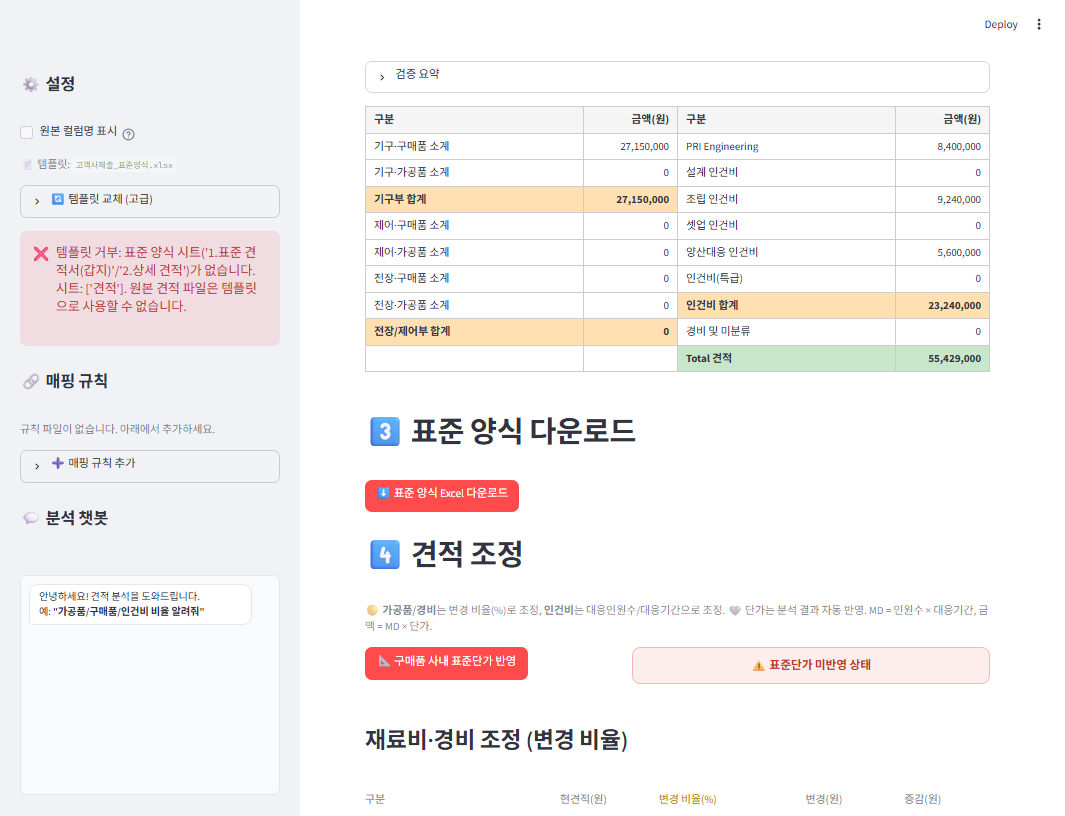 Deploy
설정
원본 컬럼명 표시
템플릿: 고객사제출_표준양식.xlsx
템플릿 교체 (고급)
템플릿 거부: 표준 양식 시트('1.표준 견
적서(갑지)'/'2.상세 견적')가 없습니다.
시트: ['견적']. 원본 견적 파일은 템플릿
으로 사용할 수 없습니다.
매핑 규칙
규칙 파일이 없습니다. 아래에서 추가하세요.
매핑 규칙 추가
분석 챗봇
안녕하세요! 견적 분석을 도와드립니다.
예: "가공품/구매품/인건비 비율 알려줘"
검증 요약
구분 금액(원) 구분 금액(원)
기구·구매품 소계 27,150,000 PRI Engineering 8,400,000
기구·가공품 소계 0 설계 인건비 0
기구부 합계 27,150,000 조립 인건비 9,240,000
제어·구매품 소계 0 셋업 인건비 0
제어·가공품 소계 0 양산대응 인건비 5,600,000
전장·구매품 소계 0 인건비(특급) 0
전장·가공품 소계 0 인건비 합계 23,240,000
전장/제어부 합계 0 경비 및 미분류 0
Total 견적 55,429,000
3 표준 양식 다운로드
표준 양식 Excel 다운로드
4 견적 조정
가공품/경비는 변경 비율(%)로 조정, 인건비는 대응인원수/대응기간으로 조정. 단가는 분석 결과 자동 반영. MD = 인원수 × 대응기간, 금
액 = MD × 단가.
구매품 사내 표준단가 반영
표준단가 미반영 상태
재료비·경비 조정 (변경 비율)
구분 현견적(원) 변경 비율(%) 변경(원) 증감(원)